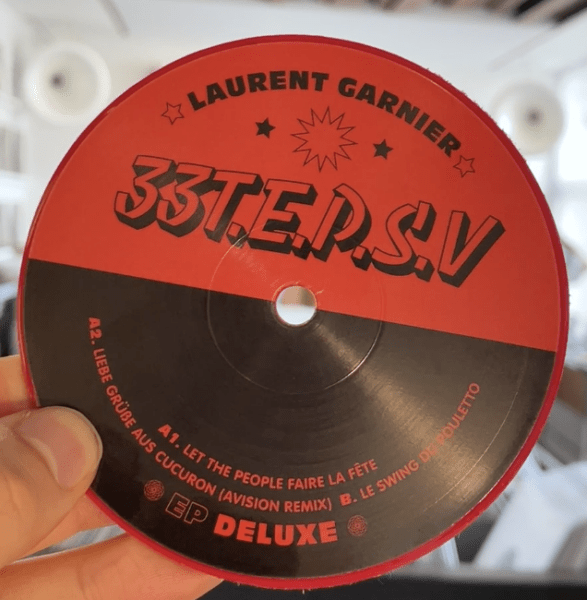 LAURENT GARNIER
33T.E.P.S.V
A1. LET THE PEOPLE FAIRE LA FÊTE
A2. LIEBE GRÜßE AUS CUCURON (AVISION REMIX) B. LE SWING DE POULETTO
EP DELUXE